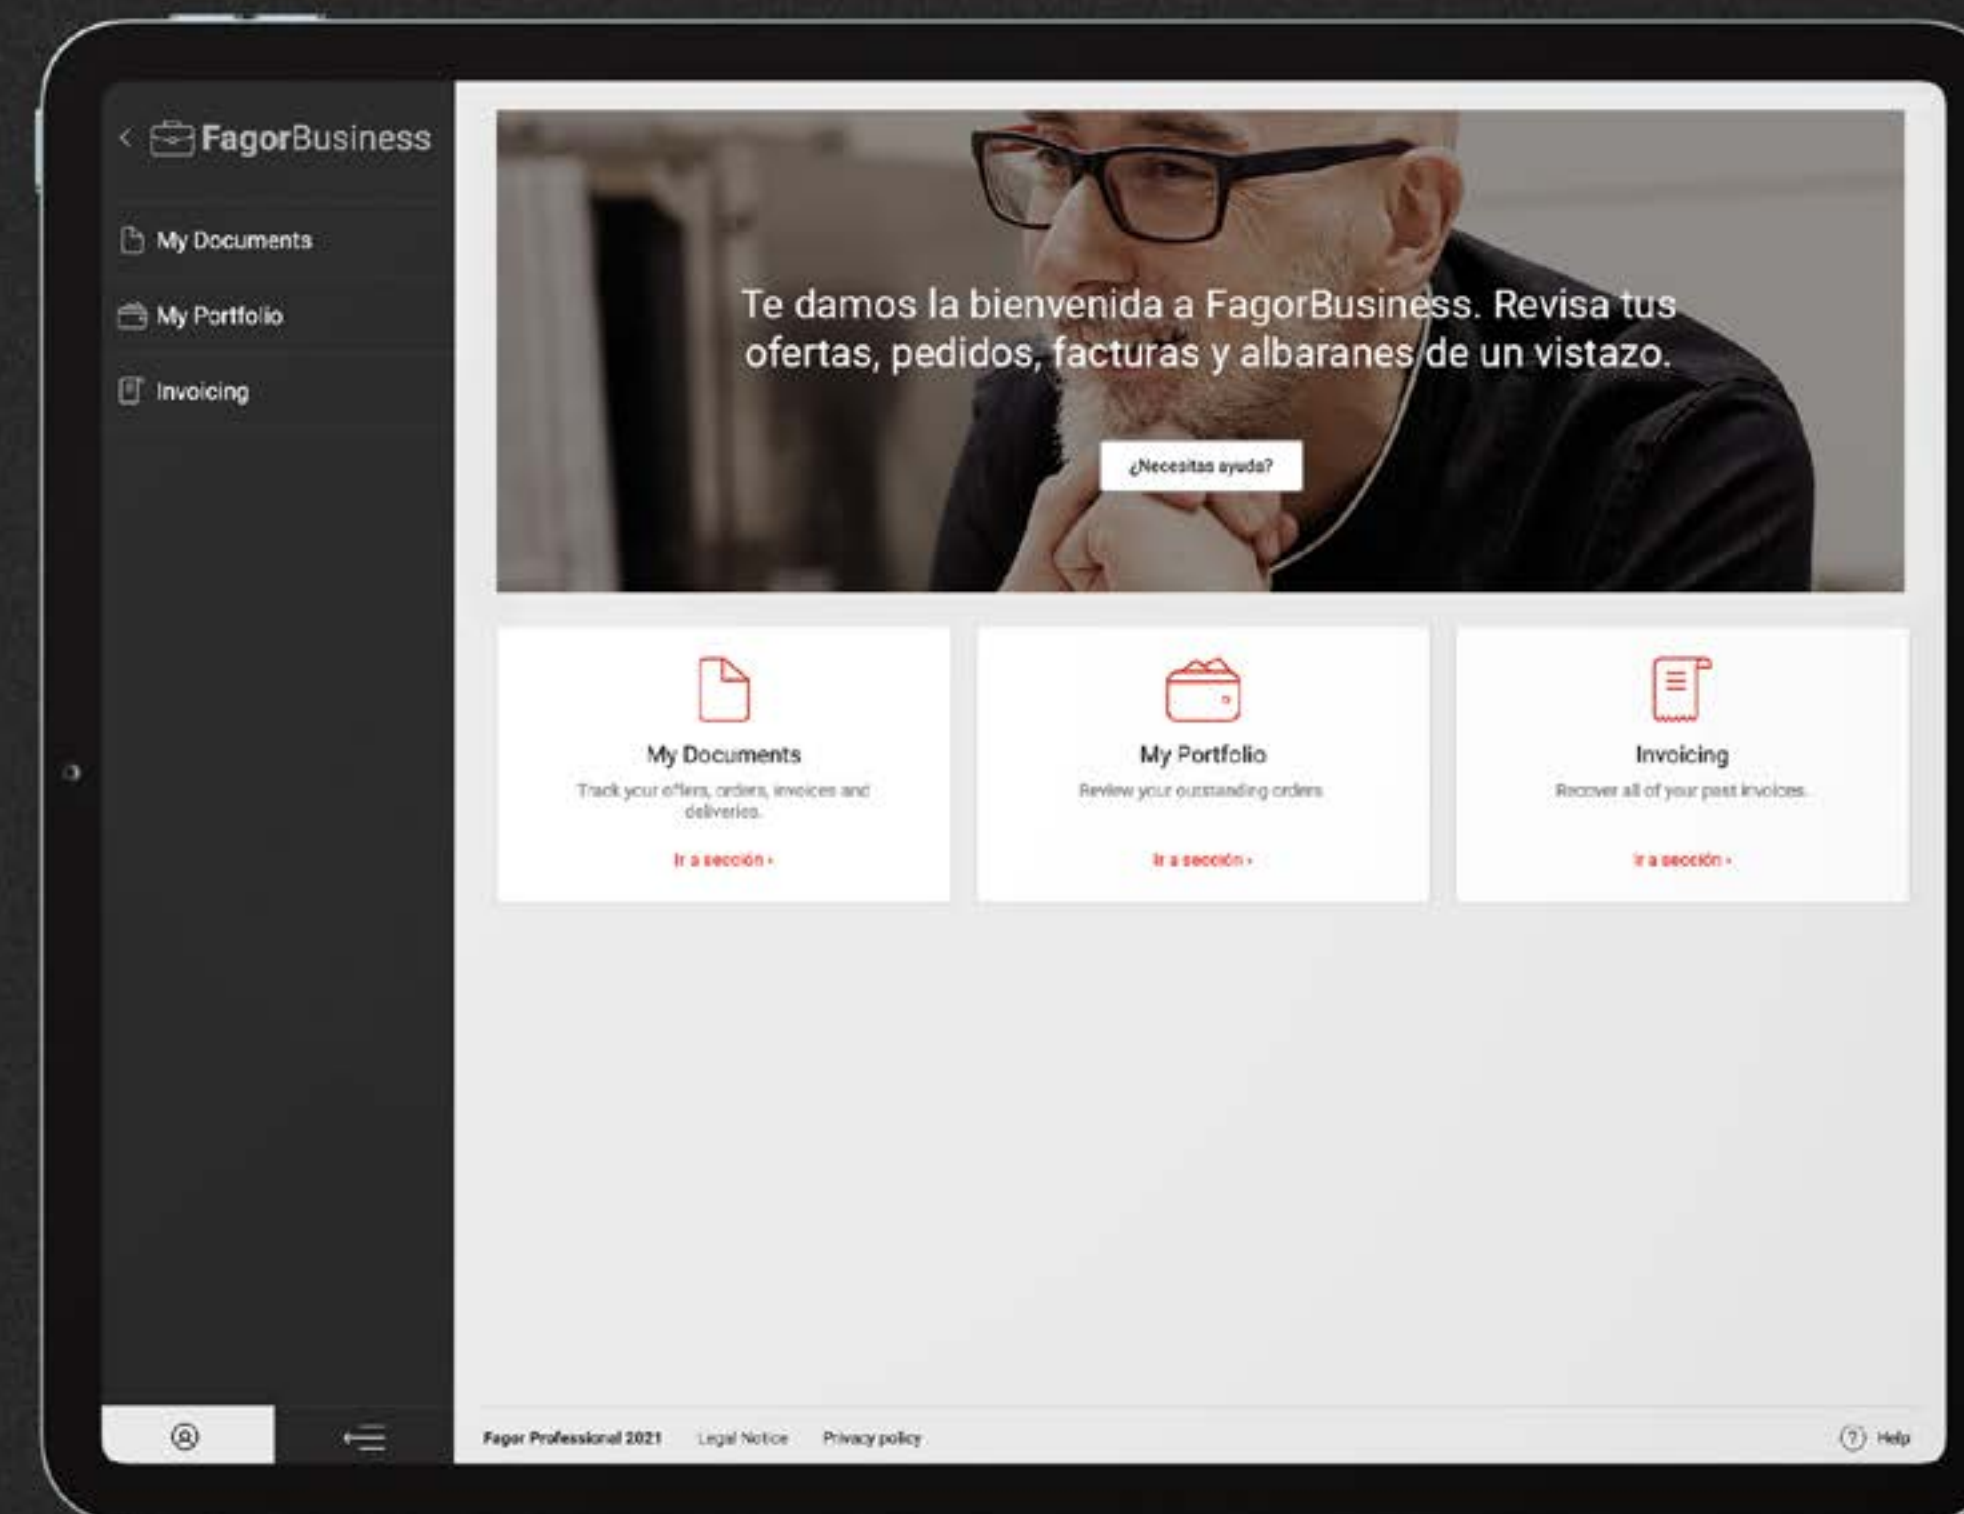 FagorBusiness
My Documents
My Portfolio
Invoicing
Te damos la bienvenida a FagorBusiness. Revisa tus
ofertas, pedidos, facturas y albaranes de un vistazo.
¿Necesitas ayuda?
My Documents
Track your offers, orders, invoices and
deliveries.
Ir a sección ›
My Portfolio
Review your outstanding orders
Ir a sección ›
Invoicing
Recover all of your past invoices.
Ir a sección ›
Fagor Professional 2021
Legal Notice
Privacy policy
? Help